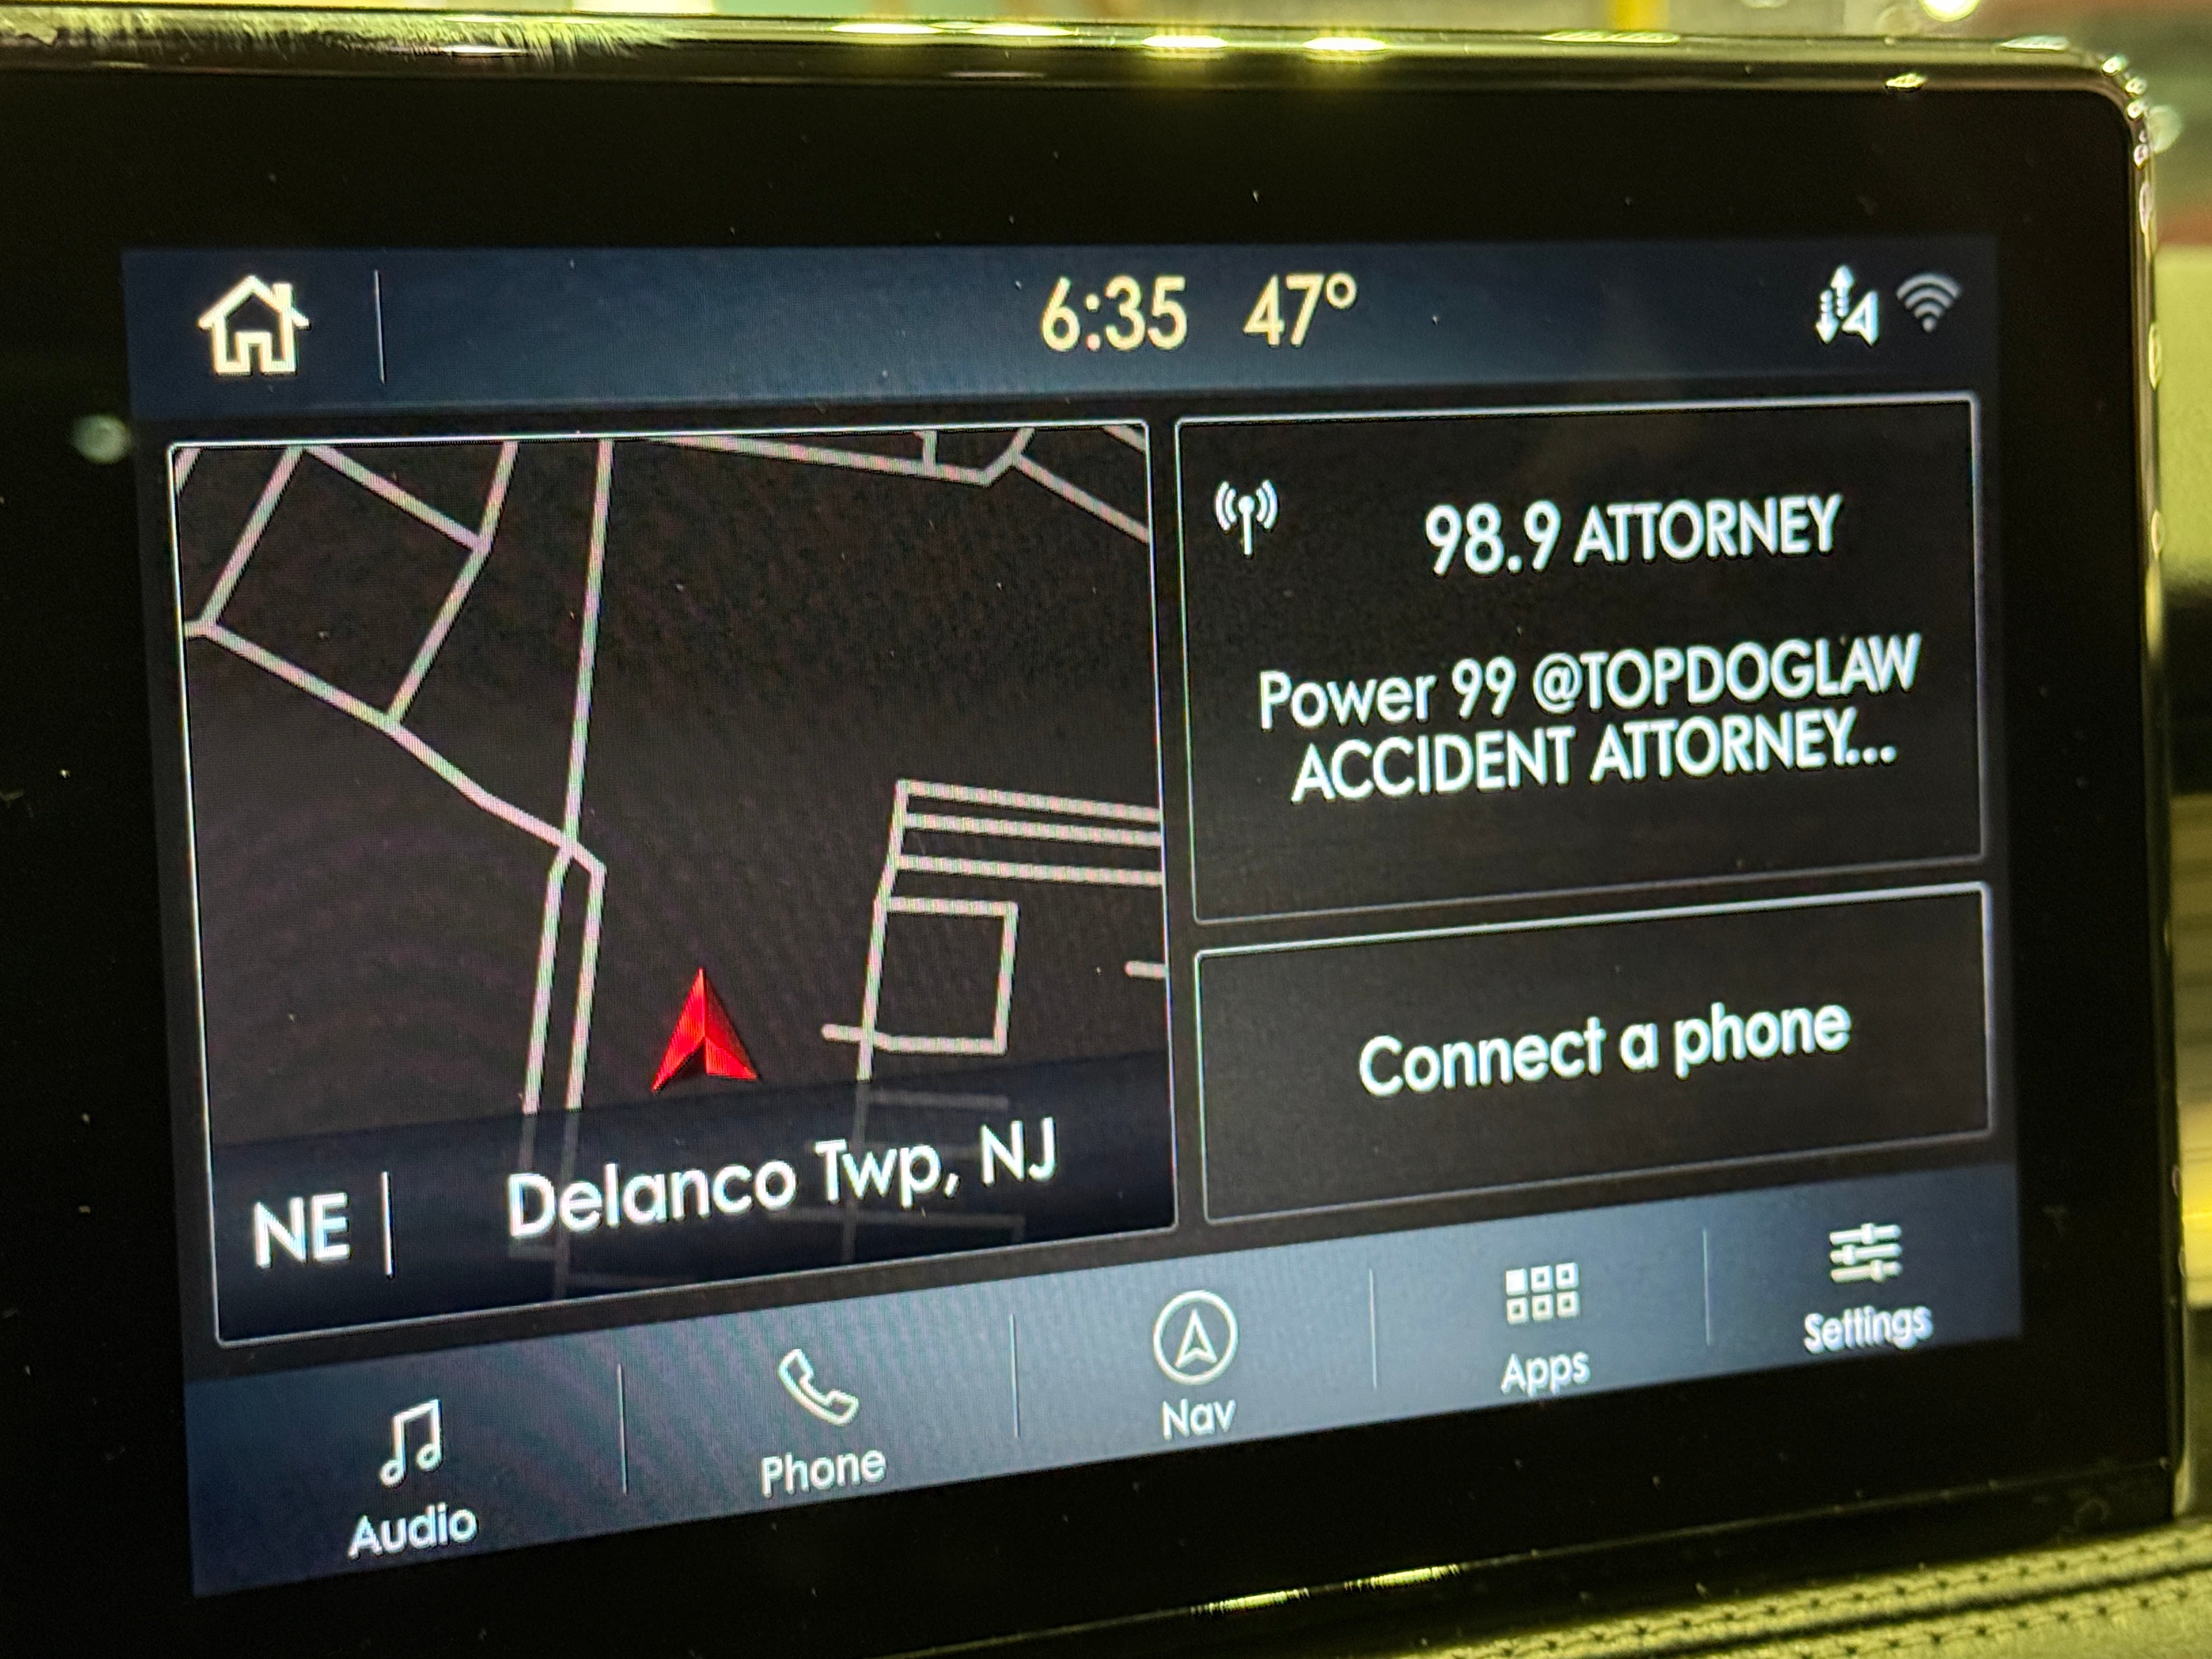 6:35 47°
98.9 ATTORNEY
Power 99 @TOPDOGLAW
ACCIDENT ATTORNEY...
Connect a phone
NE
Delanco Twp, NJ
Audio
Phone
Nav
Apps
Settings